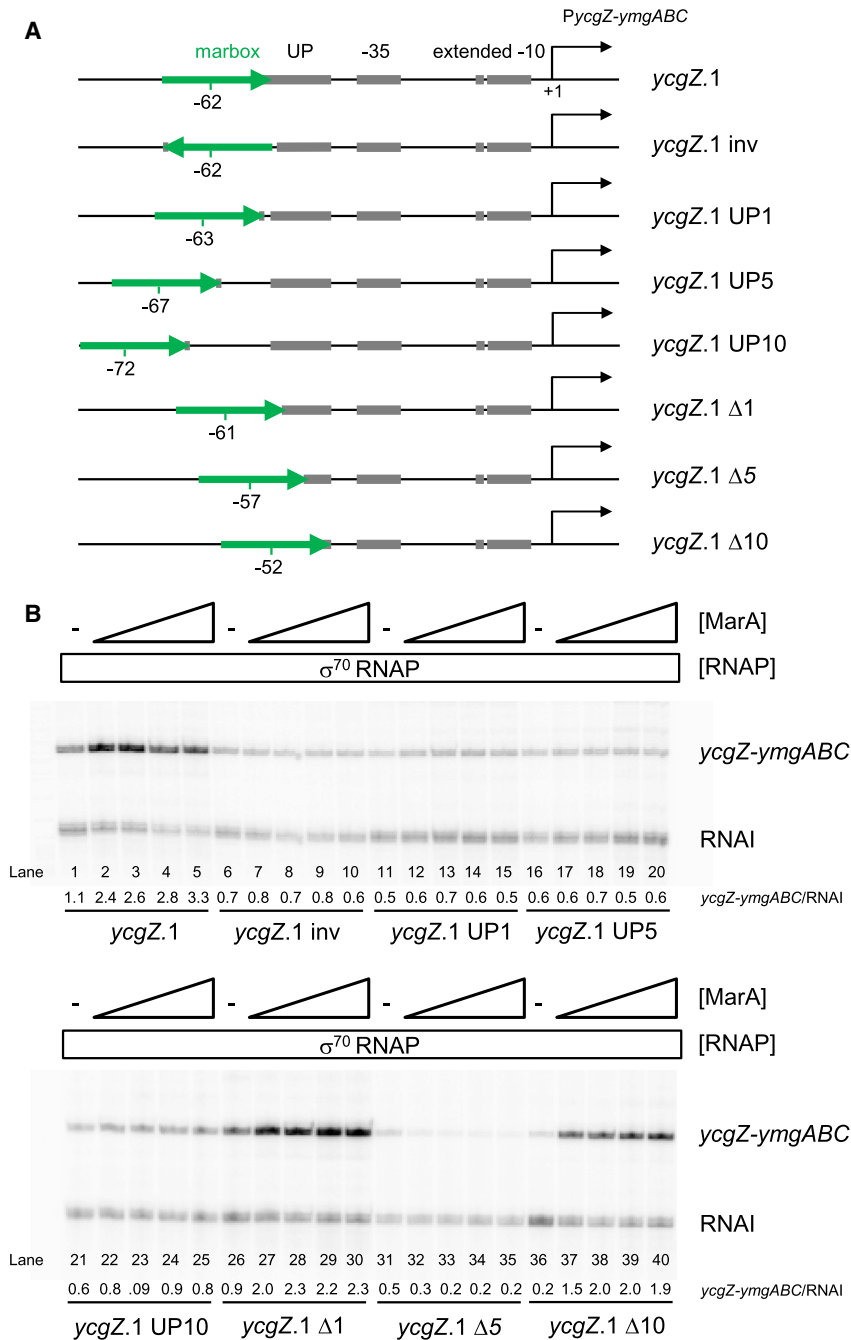 A
PycgZ-ymgABC
marbox UP -35 extended -10
-62 +1 ycgZ.1
-62 ycgZ.1 inv
-63 ycgZ.1 UP1
-67 ycgZ.1 UP5
-72 ycgZ.1 UP10
-61 ycgZ.1 Δ1
-57 ycgZ.1 Δ5
-52 ycgZ.1 Δ10
B
- - - - [MarA]
σ70 RNAP [RNAP]
ycgZ-ymgABC
RNAI
Lane 1 2 3 4 5 6 7 8 9 10 11 12 13 14 15 16 17 18 19 20
1.1 2.4 2.6 2.8 3.3 0.7 0.8 0.7 0.8 0.6 0.5 0.6 0.7 0.6 0.5 0.6 0.6 0.7 0.5 0.6 ycgZ-ymgABC/RNAI
ycgZ.1 ycgZ.1 inv ycgZ.1 UP1 ycgZ.1 UP5
- - - - [MarA]
σ70 RNAP [RNAP]
ycgZ-ymgABC
RNAI
Lane 21 22 23 24 25 26 27 28 29 30 31 32 33 34 35 36 37 38 39 40
0.6 0.8 .09 0.9 0.8 0.9 2.0 2.3 2.2 2.3 0.5 0.3 0.2 0.2 0.2 0.2 1.5 2.0 2.0 1.9 ycgZ-ymgABC/RNAI
ycgZ.1 UP10 ycgZ.1 Δ1 ycgZ.1 Δ5 ycgZ.1 Δ10